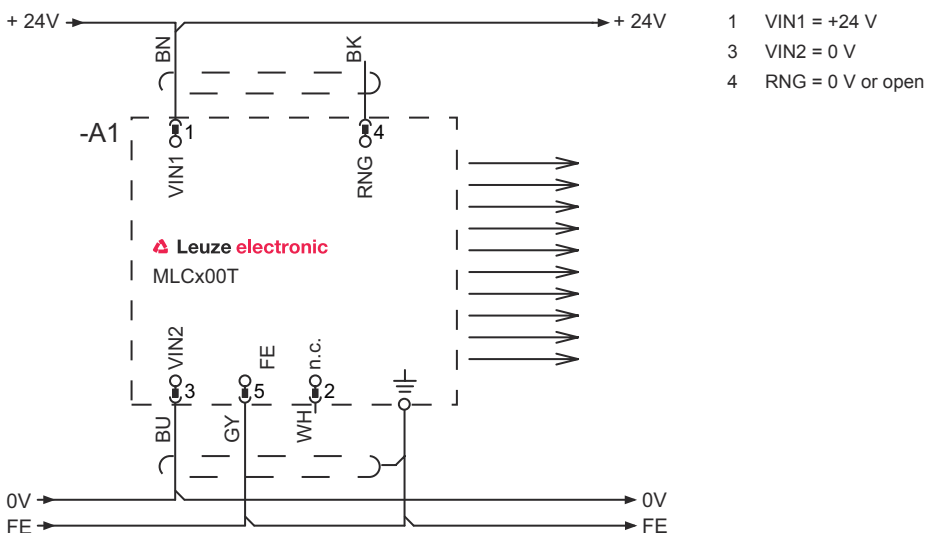 + 24V
+ 24V
1 VIN1 = +24 V
3 VIN2 = 0 V
4 RNG = 0 V or open
BN
BK
-A1
1
4
VIN1
RNG
Leuze electronic
MLCx00T
VIN2
FE
n.c.
3
5
2
BU
GY
WH
0V
0V
FE
FE